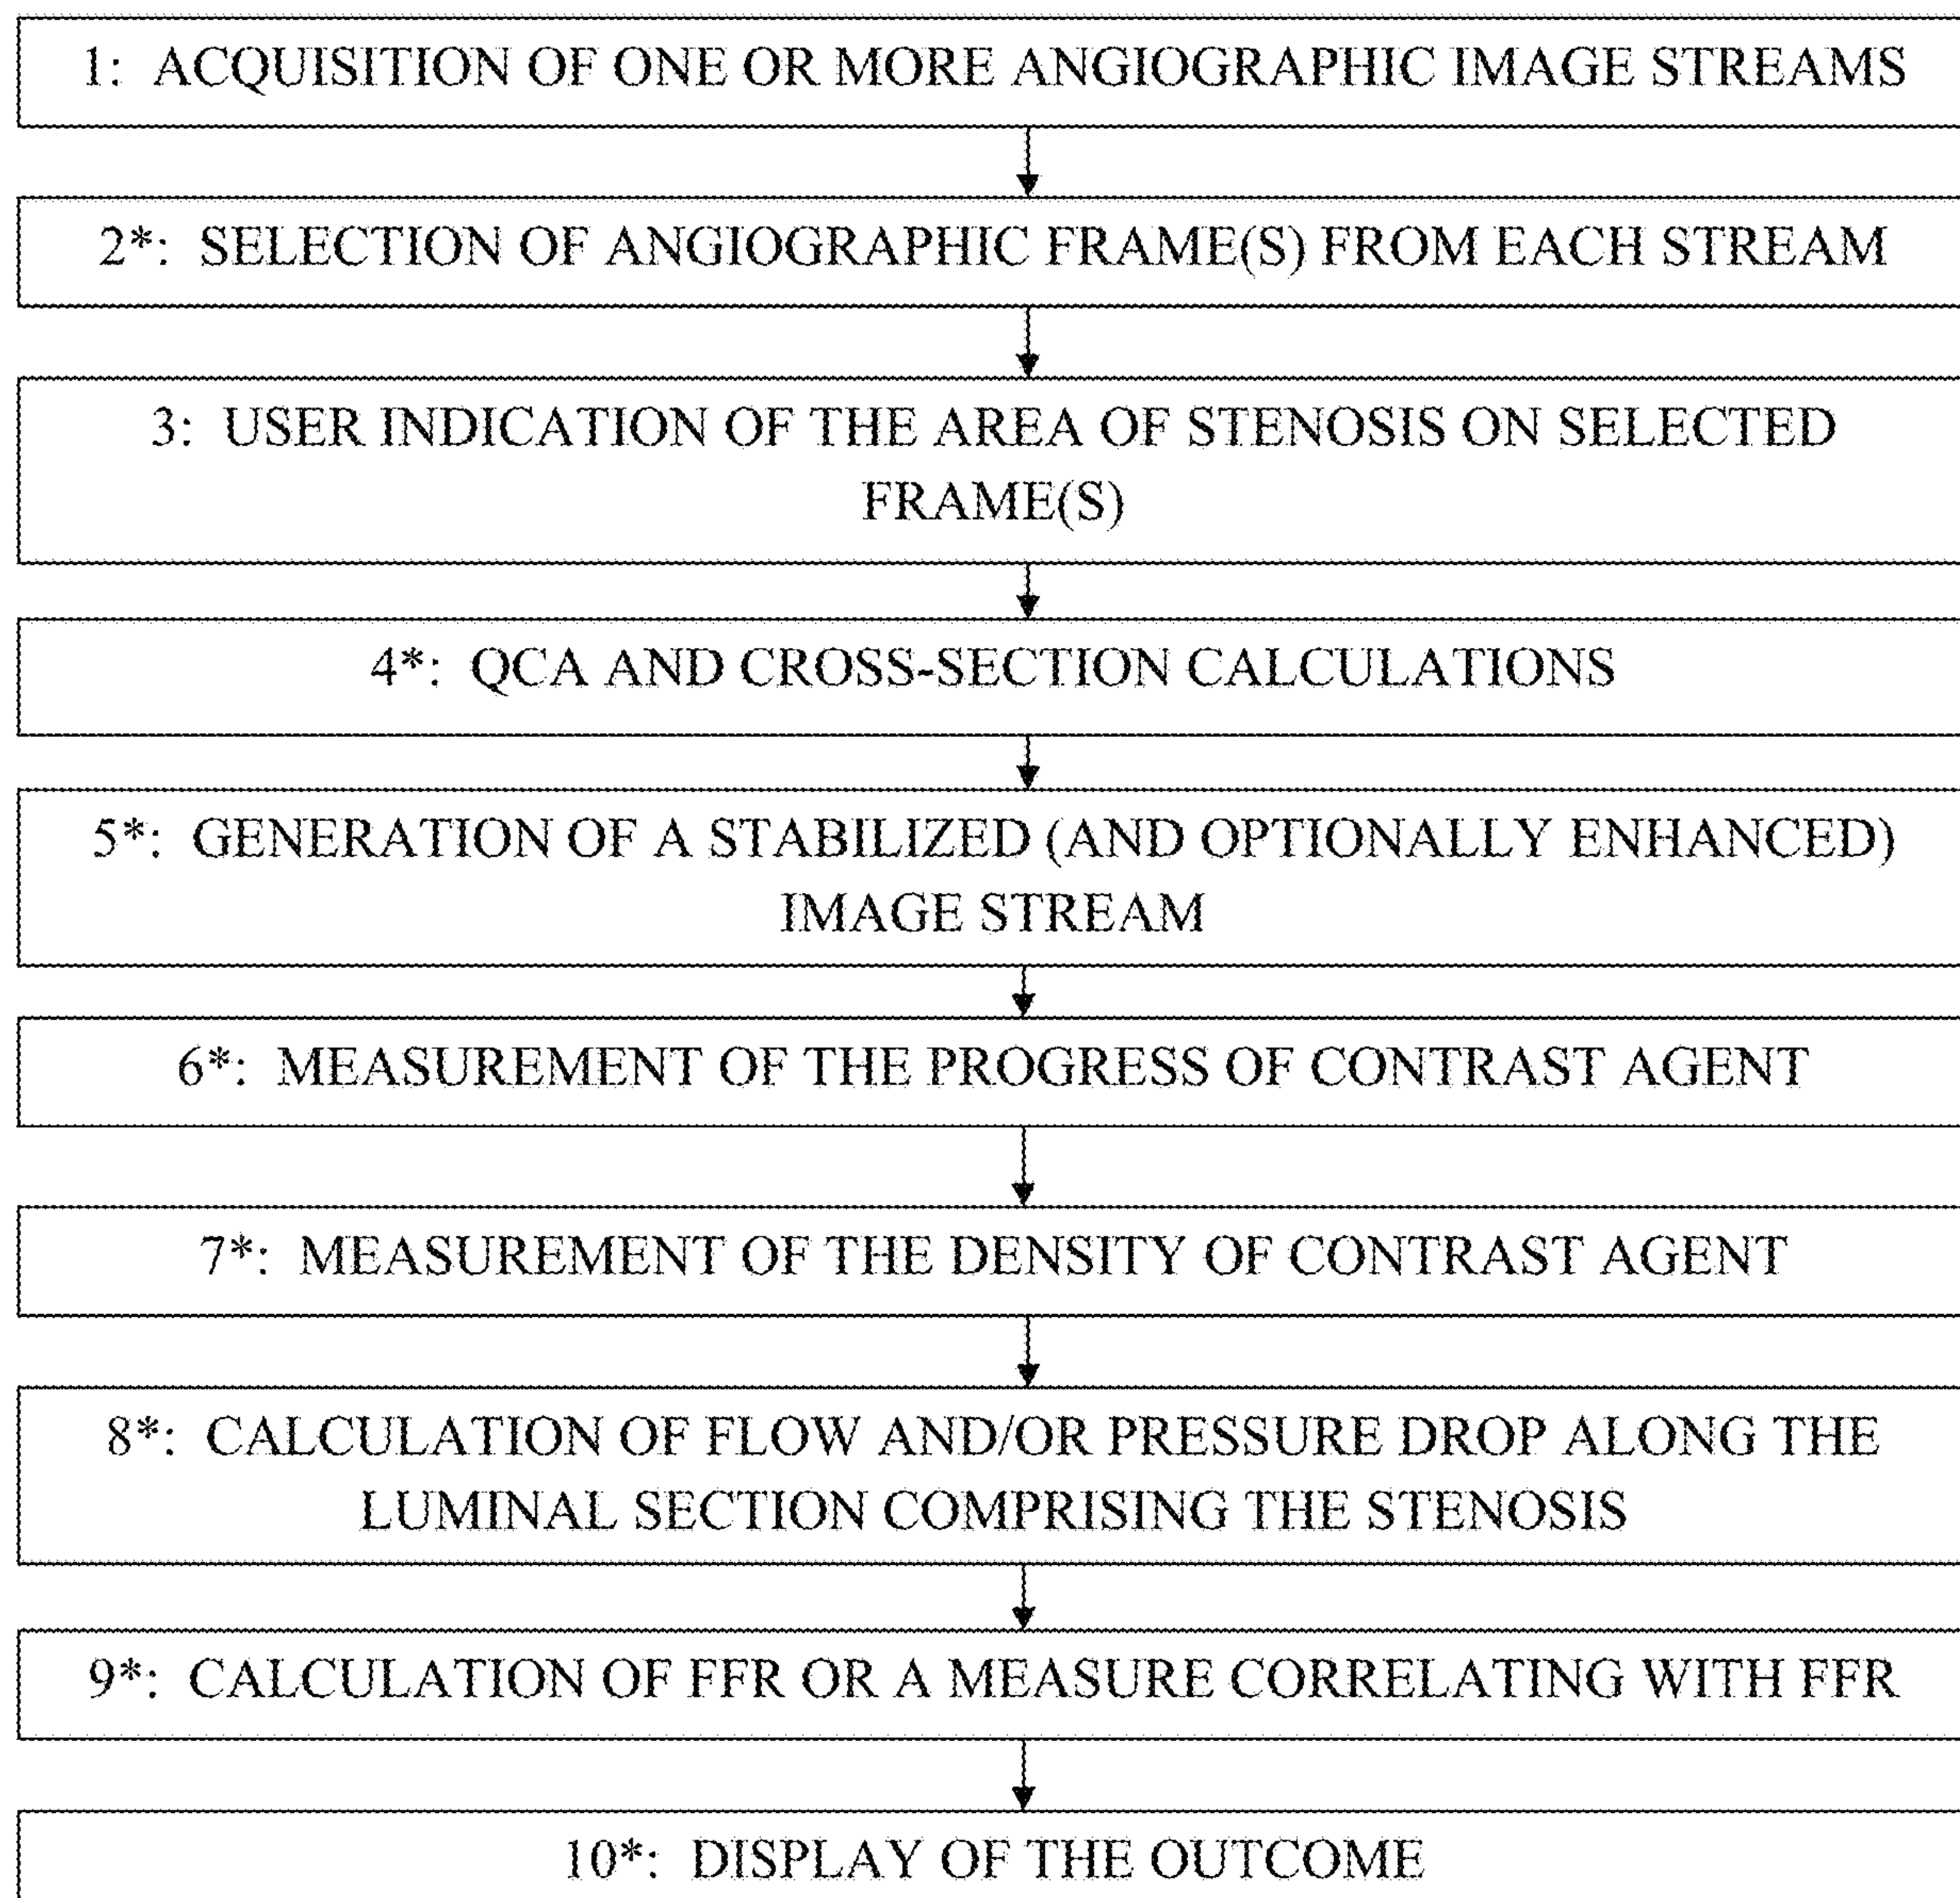 1: ACQUISITION OF ONE OR MORE ANGIOGRAPHIC IMAGE STREAMS
2*: SELECTION OF ANGIOGRAPHIC FRAME(S) FROM EACH STREAM
3: USER INDICATION OF THE AREA OF STENOSIS ON SELECTED
FRAME(S)
4*: QCA AND CROSS-SECTION CALCULATIONS
5*: GENERATION OF A STABILIZED (AND OPTIONALLY ENHANCED)
IMAGE STREAM
6*: MEASUREMENT OF THE PROGRESS OF CONTRAST AGENT
7*: MEASUREMENT OF THE DENSITY OF CONTRAST AGENT
8*: CALCULATION OF FLOW AND/OR PRESSURE DROP ALONG THE
LUMINAL SECTION COMPRISING THE STENOSIS
9*: CALCULATION OF FFR OR A MEASURE CORRELATING WITH FFR
10*: DISPLAY OF THE OUTCOME